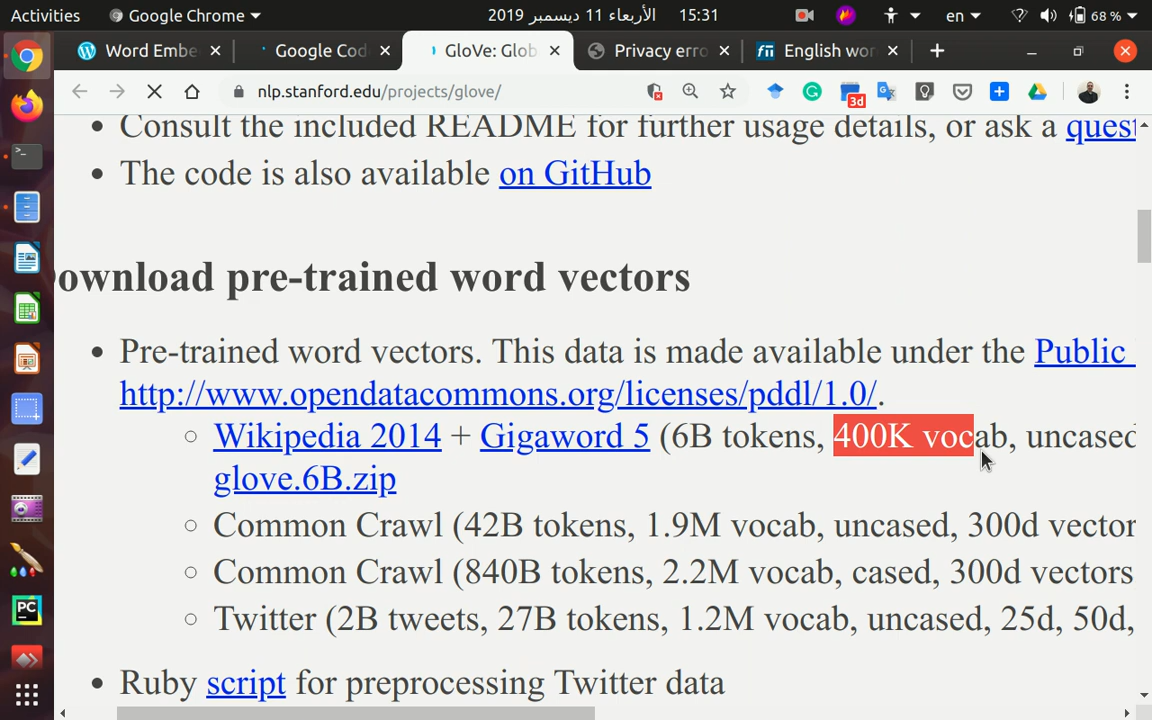 Activities
Google Chrome
15:31 الأربعاء 11 ديسمبر 2019
en
68 %
Word Embe
Google Cod
GloVe: Glob
Privacy erro
English wor
nlp.stanford.edu/projects/glove/
3d
Consult the included README for further usage details, or ask a quest
The code is also available on GitHub
ownload pre-trained word vectors
Pre-trained word vectors. This data is made available under the Public
http://www.opendatacommons.org/licenses/pddl/1.0/.
Wikipedia 2014 + Gigaword 5 (6B tokens, 400K vocab, uncased
glove.6B.zip
Common Crawl (42B tokens, 1.9M vocab, uncased, 300d vector
Common Crawl (840B tokens, 2.2M vocab, cased, 300d vectors
Twitter (2B tweets, 27B tokens, 1.2M vocab, uncased, 25d, 50d,
Ruby script for preprocessing Twitter data
PC